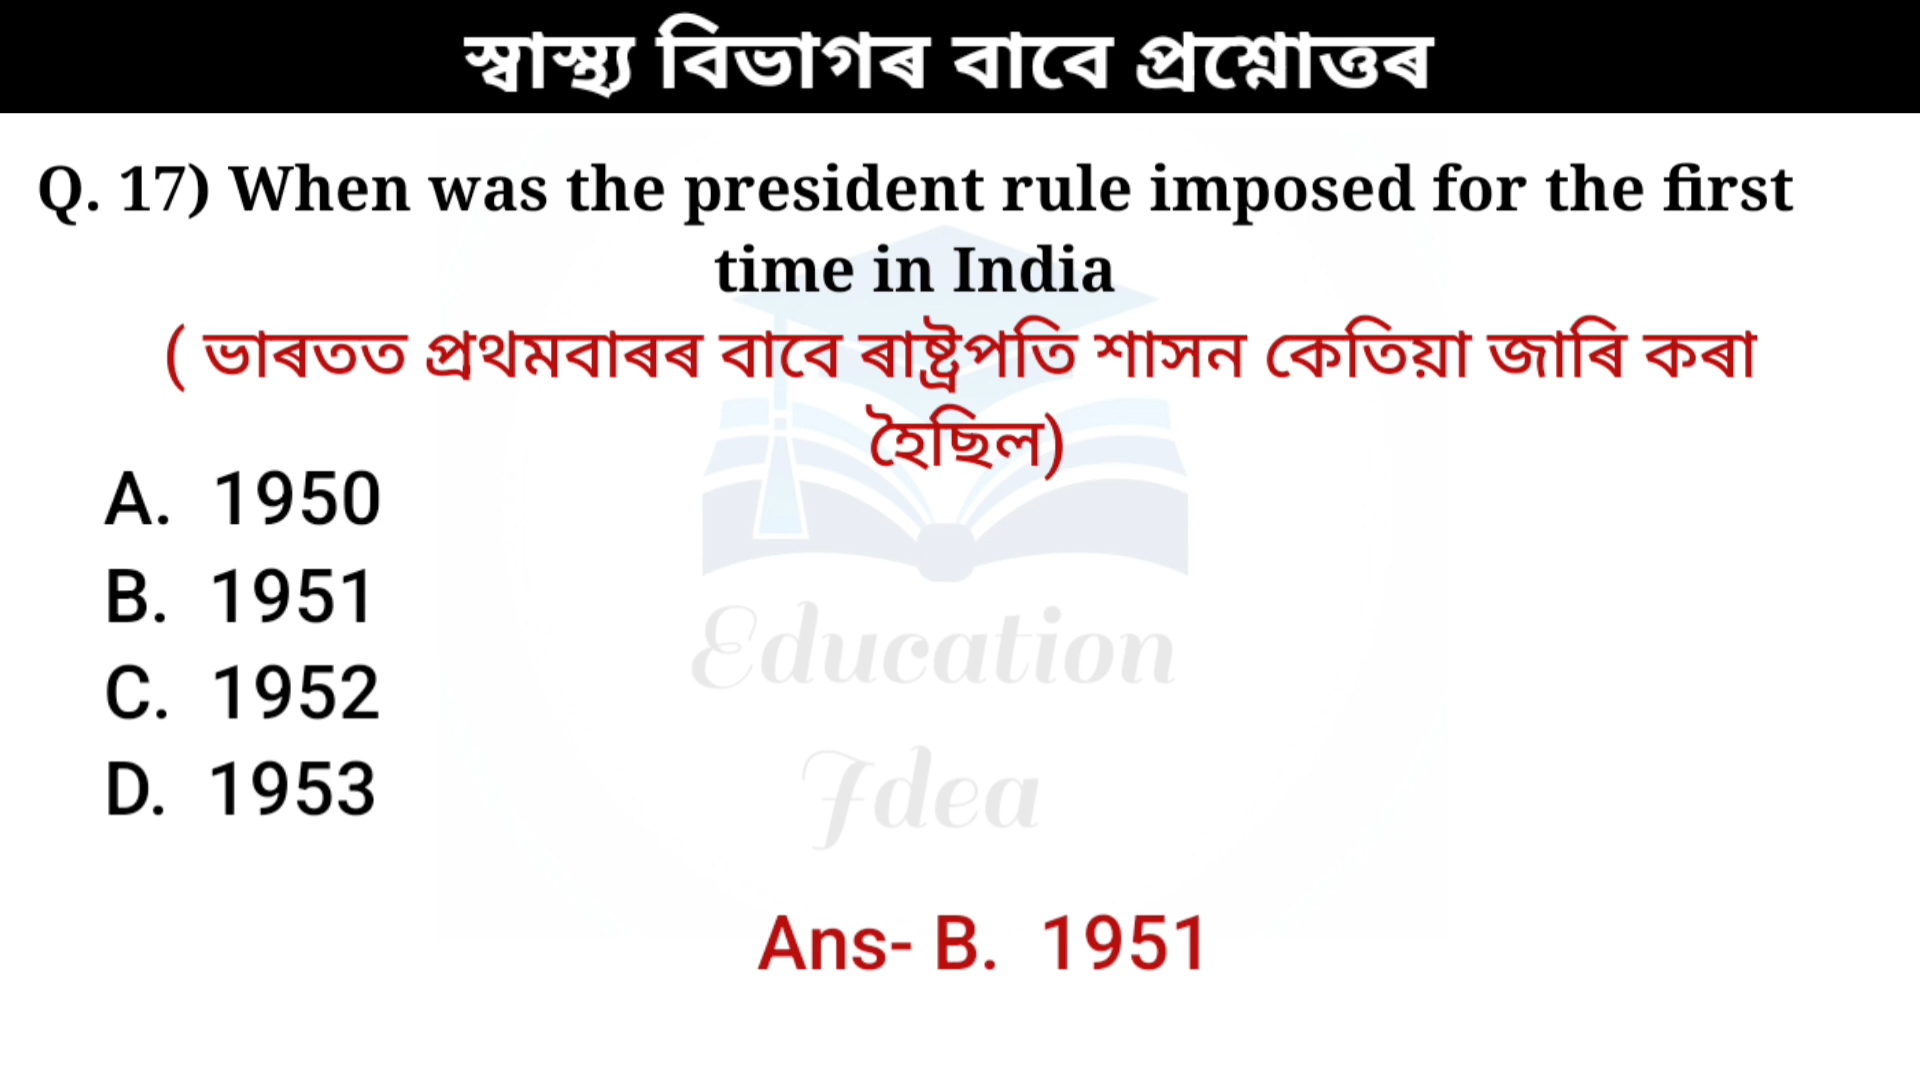 স্বাস্থ্য বিভাগৰ বাবে প্ৰশ্নোত্তৰ
Q. 17) When was the president rule imposed for the first
time in India
( ভাৰতত প্ৰথমবাৰৰ বাবে ৰাষ্ট্ৰপতি শাসন কেতিয়া জাৰি কৰা
হৈছিল)
A. 1950
B. 1951
C. 1952
D. 1953
Education
Idea
Ans- B. 1951